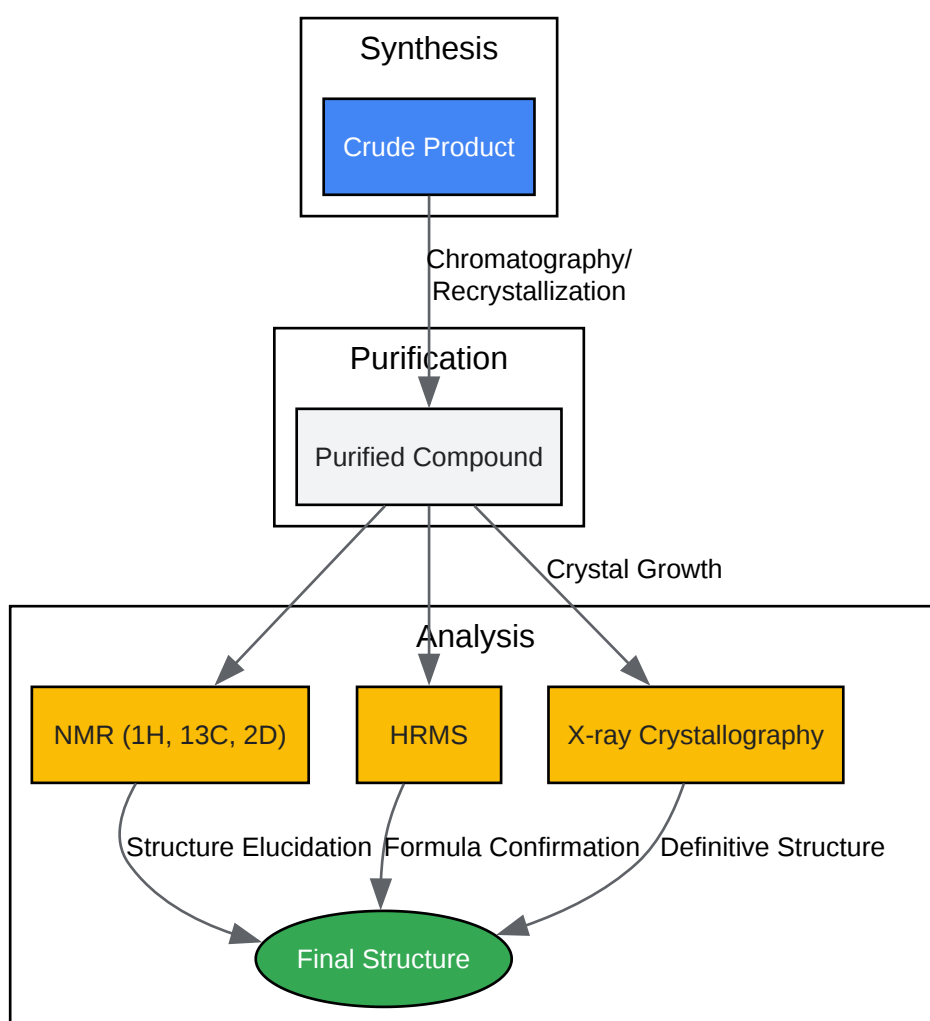 Synthesis
Crude Product
Chromatography/
Recrystallization
Purification
Purified Compound
Crystal Growth
Analysis
NMR (1H, 13C, 2D)
HRMS
X-ray Crystallography
Structure Elucidation
Formula Confirmation
Definitive Structure
Final Structure